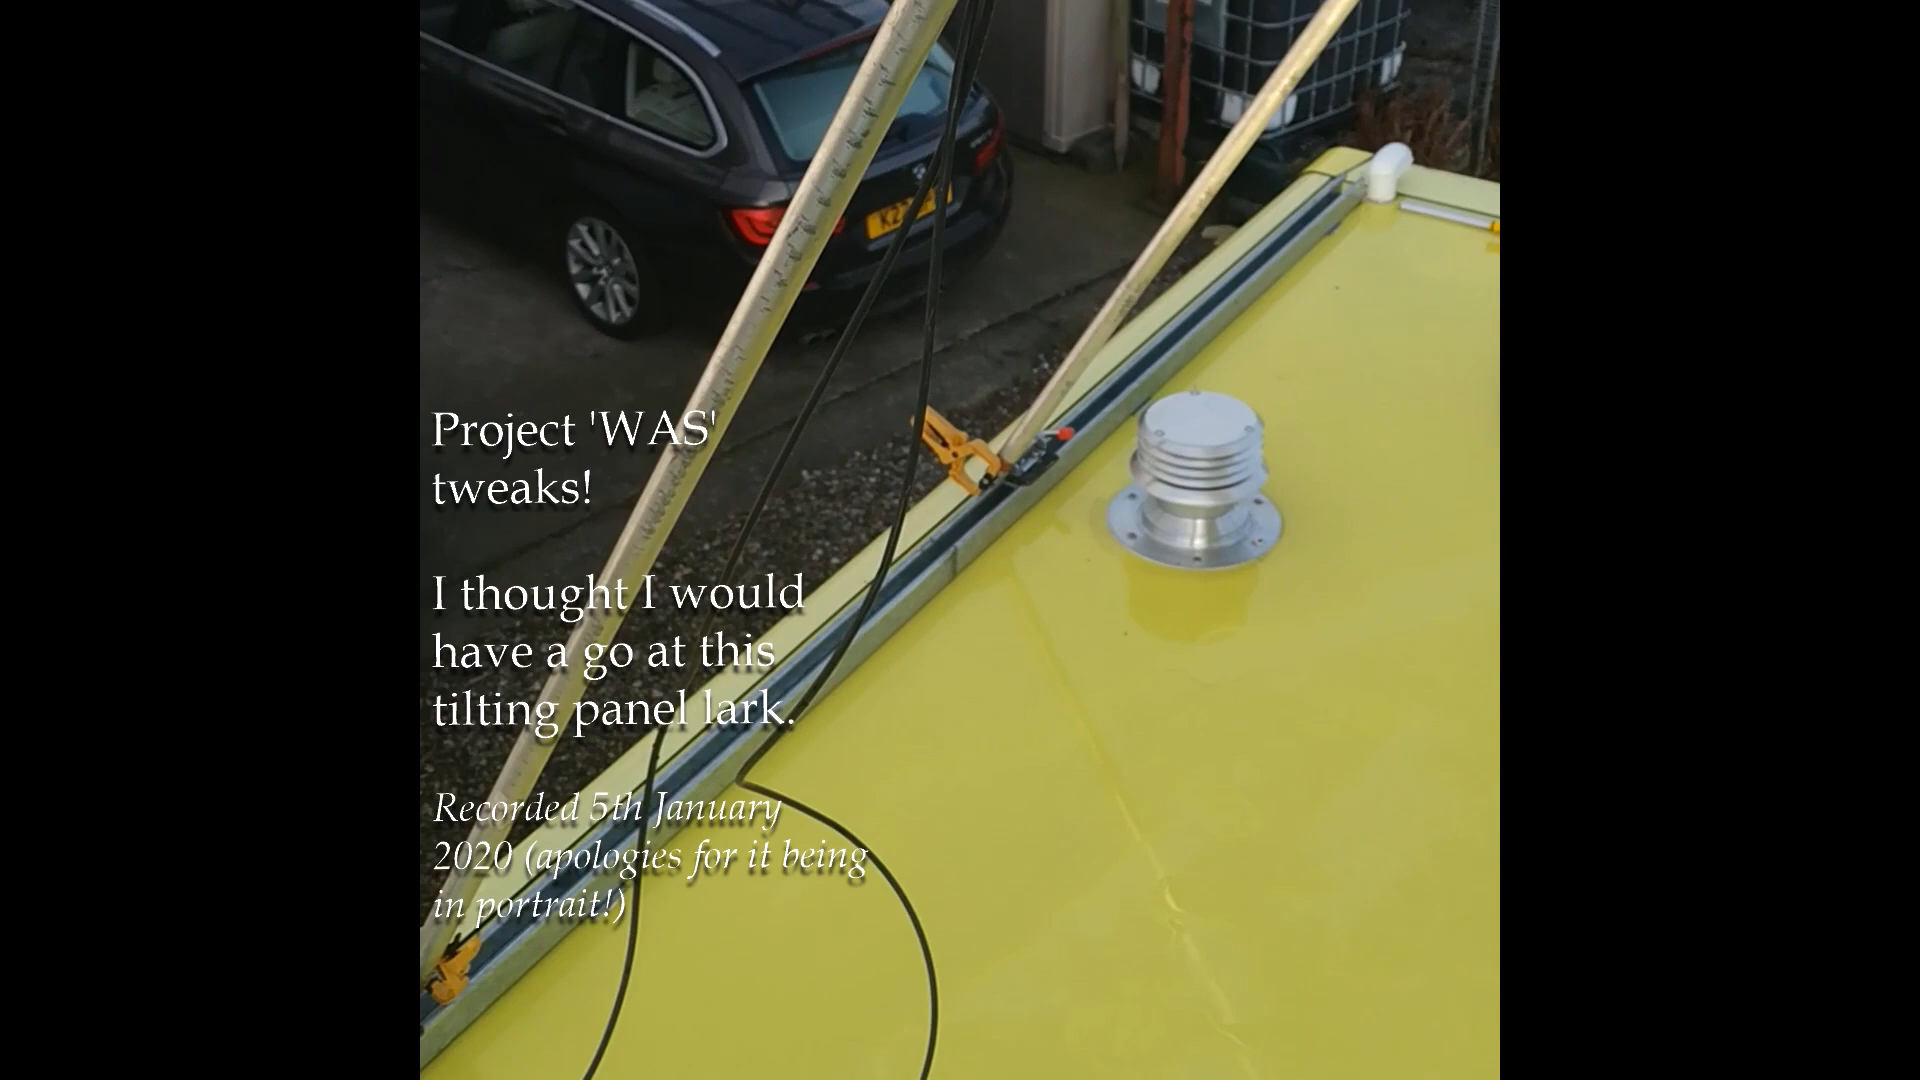 Project 'WAS'
tweaks!
I thought I would
have a go at this
tilting panel lark.
Recorded 5th January
2020 (apologies for it being
in portrait!)